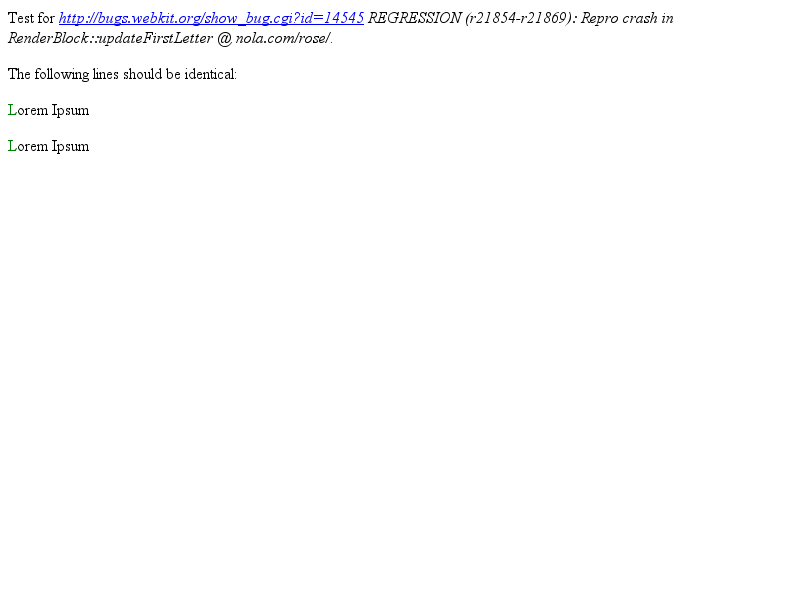 Test for http://bugs.webkit.org/show_bug.cgi?id=14545 REGRESSION (r21854-r21869): Repro crash in
RenderBlock::updateFirstLetter @ nola.com/rose/.
The following lines should be identical:
Lorem Ipsum
Lorem Ipsum